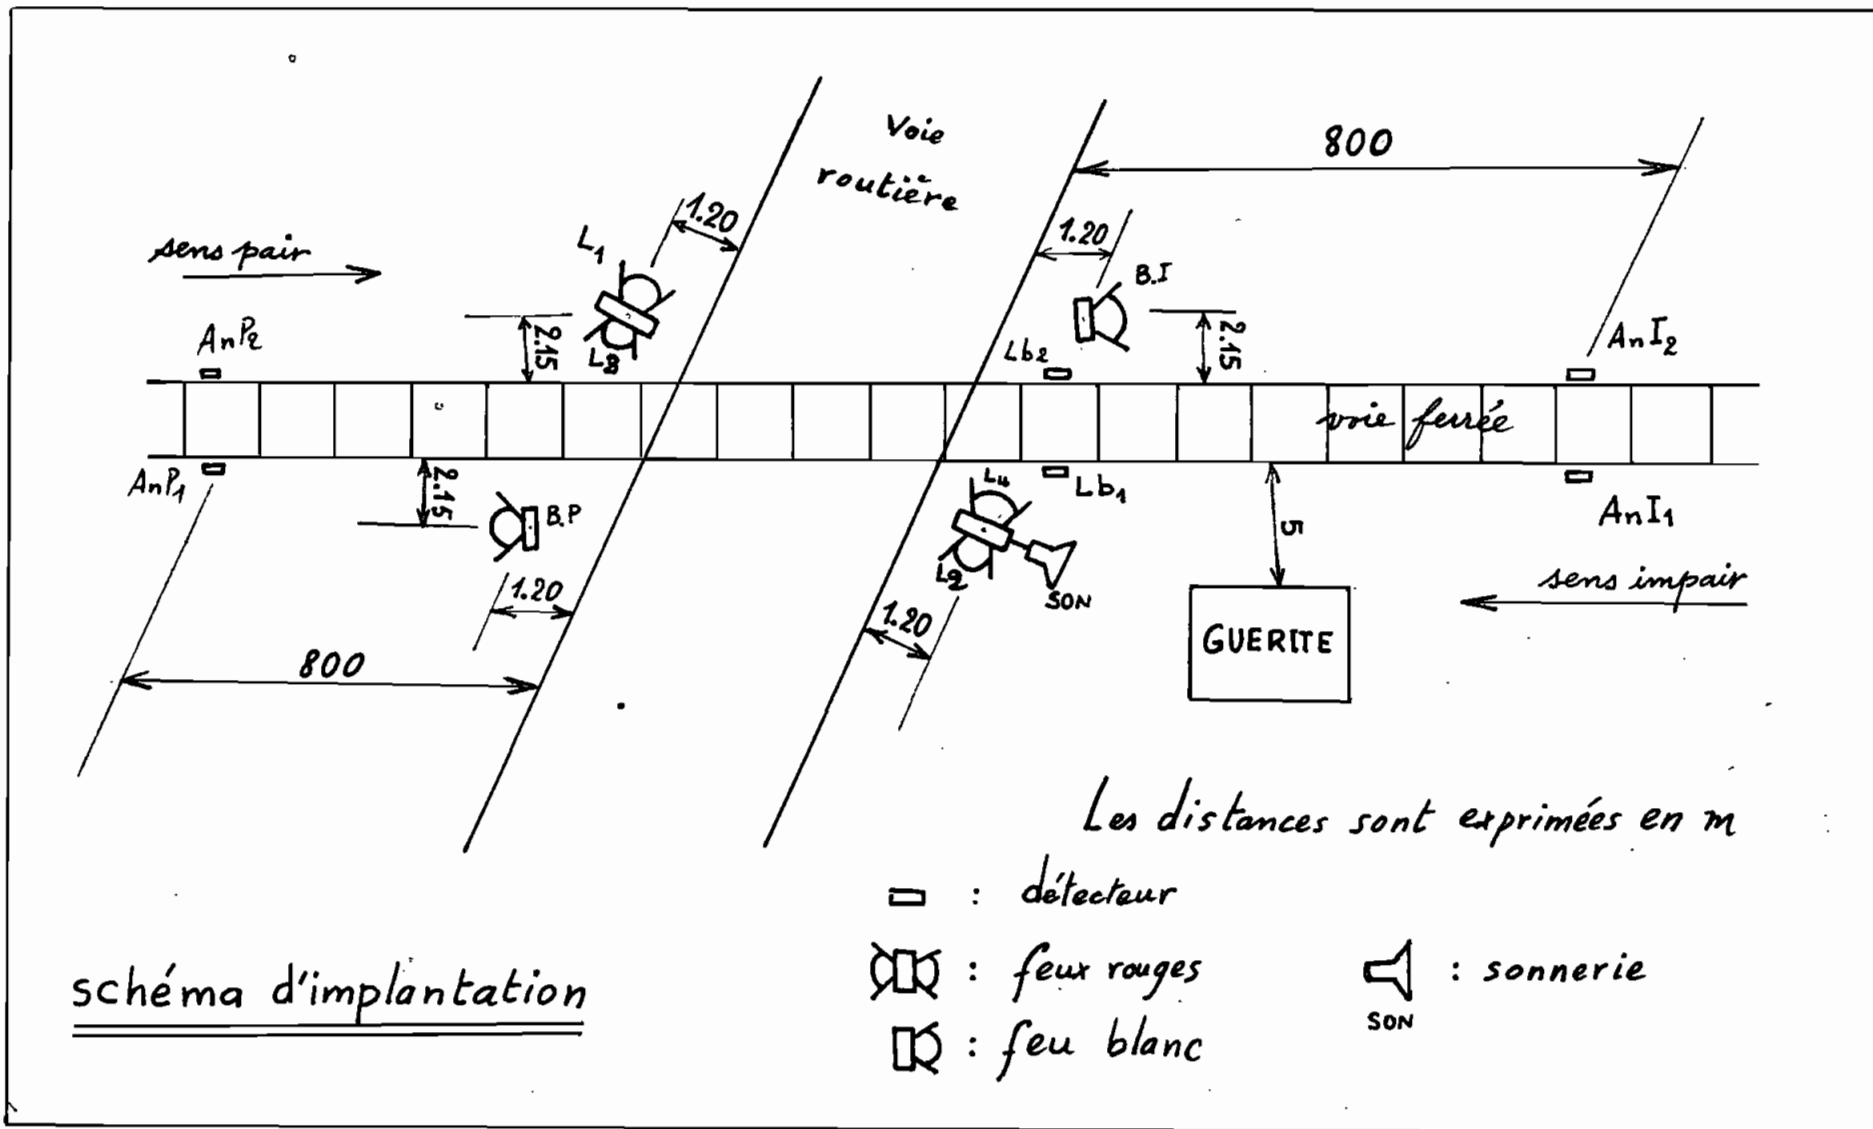 Voie
routière
800
1.20
1.20
L1
sens pair
B.I
2.15
2.15
AnP2
L3
Lb2
AnI2
voie ferrée
AnP1
2.15
B.P
L4
Lb1
AnI1
5
L2
SON
sens impair
1.20
1.20
GUERITE
800
Les distances sont exprimées en m
: détecteur
: feux rouges
: sonnerie
SON
: feu blanc
schéma d'implantation